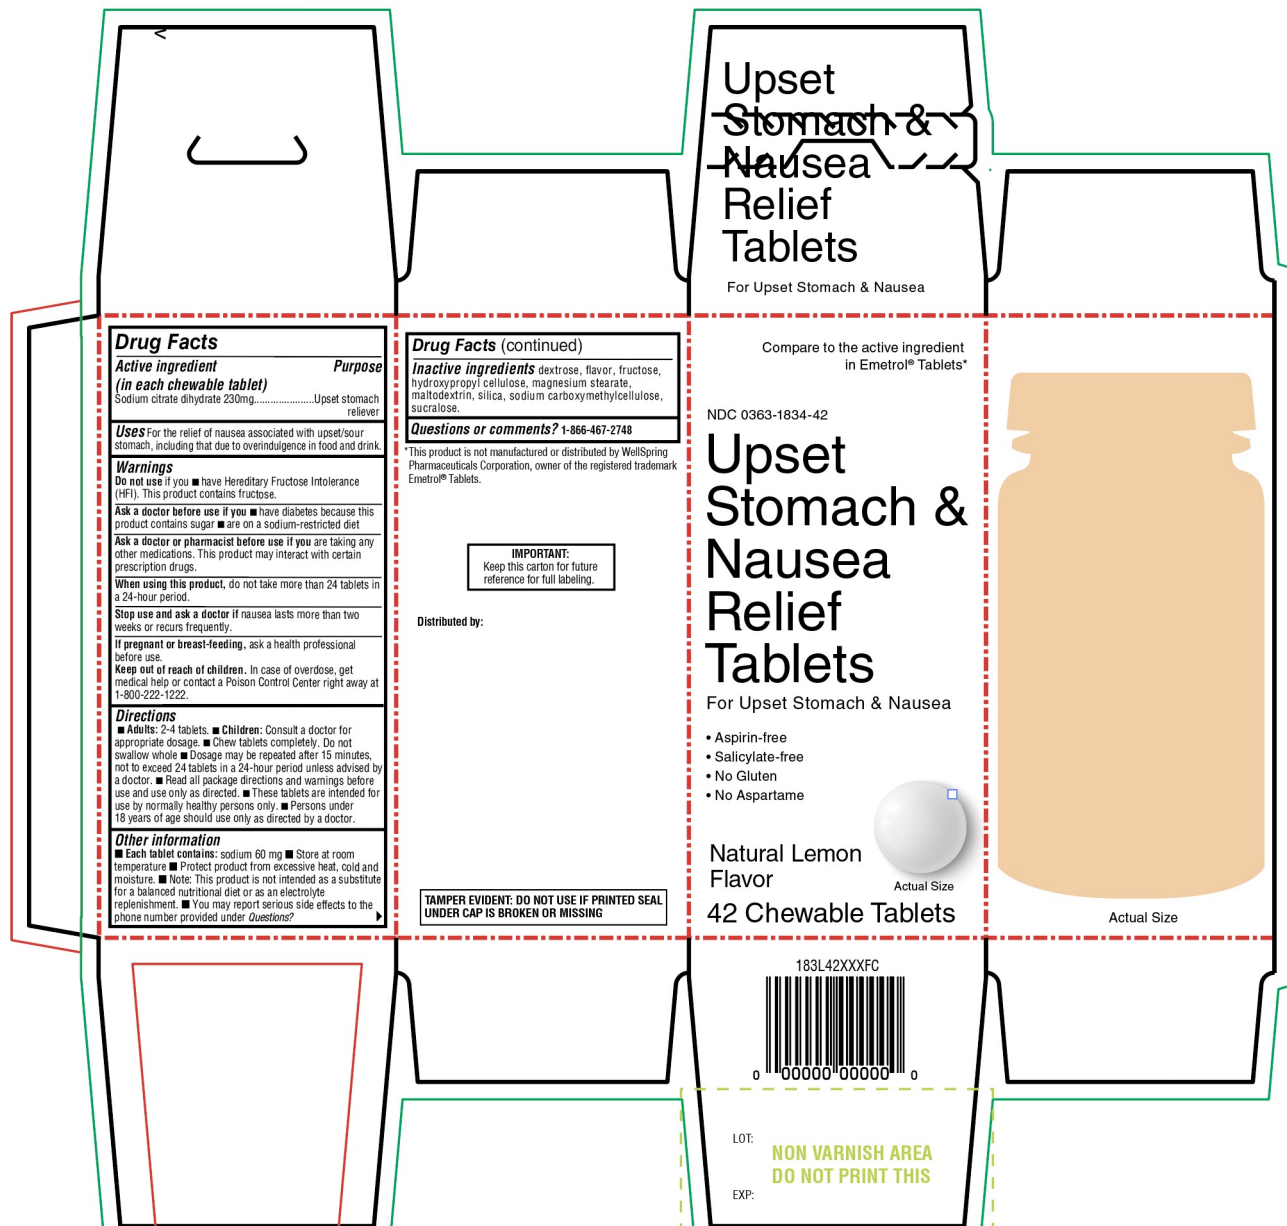 <
Upset
Stomach &
Nausea
Relief
Tablets
For Upset Stomach & Nausea
Drug Facts
Active ingredient Purpose
(in each chewable tablet)
Sodium citrate dihydrate 230mg......................Upset stomach
reliever
Uses For the relief of nausea associated with upset/sour
stomach, including that due to overindulgence in food and drink.
Warnings
Do not use if you ■ have Hereditary Fructose Intolerance
(HFI). This product contains fructose.
Ask a doctor before use if you ■ have diabetes because this
product contains sugar ■ are on a sodium-restricted diet
Ask a doctor or pharmacist before use if you are taking any
other medications. This product may interact with certain
prescription drugs.
When using this product, do not take more than 24 tablets in
a 24-hour period.
Stop use and ask a doctor if nausea lasts more than two
weeks or recurs frequently.
If pregnant or breast-feeding, ask a health professional
before use.
Keep out of reach of children. In case of overdose, get
medical help or contact a Poison Control Center right away at
1-800-222-1222.
Directions
■ Adults: 2-4 tablets. ■ Children: Consult a doctor for
appropriate dosage. ■ Chew tablets completely. Do not
swallow whole ■ Dosage may be repeated after 15 minutes,
not to exceed 24 tablets in a 24-hour period unless advised by
a doctor. ■ Read all package directions and warnings before
use and use only as directed. ■ These tablets are intended for
use by normally healthy persons only. ■ Persons under
18 years of age should use only as directed by a doctor.
Other information
■ Each tablet contains: sodium 60 mg ■ Store at room
temperature ■ Protect product from excessive heat, cold and
moisture. ■ Note: This product is not intended as a substitute
for a balanced nutritional diet or as an electrolyte
replenishment. ■ You may report serious side effects to the
phone number provided under Questions?
Drug Facts (continued)
Inactive ingredients dextrose, flavor, fructose,
hydroxypropyl cellulose, magnesium stearate,
maltodextrin, silica, sodium carboxymethylcellulose,
sucralose.
Questions or comments? 1-866-467-2748
*This product is not manufactured or distributed by WellSpring
Pharmaceuticals Corporation, owner of the registered trademark
Emetrol® Tablets.
IMPORTANT:
Keep this carton for future
reference for full labeling.
Distributed by:
TAMPER EVIDENT: DO NOT USE IF PRINTED SEAL
UNDER CAP IS BROKEN OR MISSING
Compare to the active ingredient
in Emetrol® Tablets*
NDC 0363-1834-42
Upset
Stomach &
Nausea
Relief
Tablets
For Upset Stomach & Nausea
• Aspirin-free
• Salicylate-free
• No Gluten
• No Aspartame
Natural Lemon
Flavor
Actual Size
42 Chewable Tablets
Actual Size
183L42XXXFC
0 00000 00000 0
LOT:
NON VARNISH AREA
DO NOT PRINT THIS
EXP: